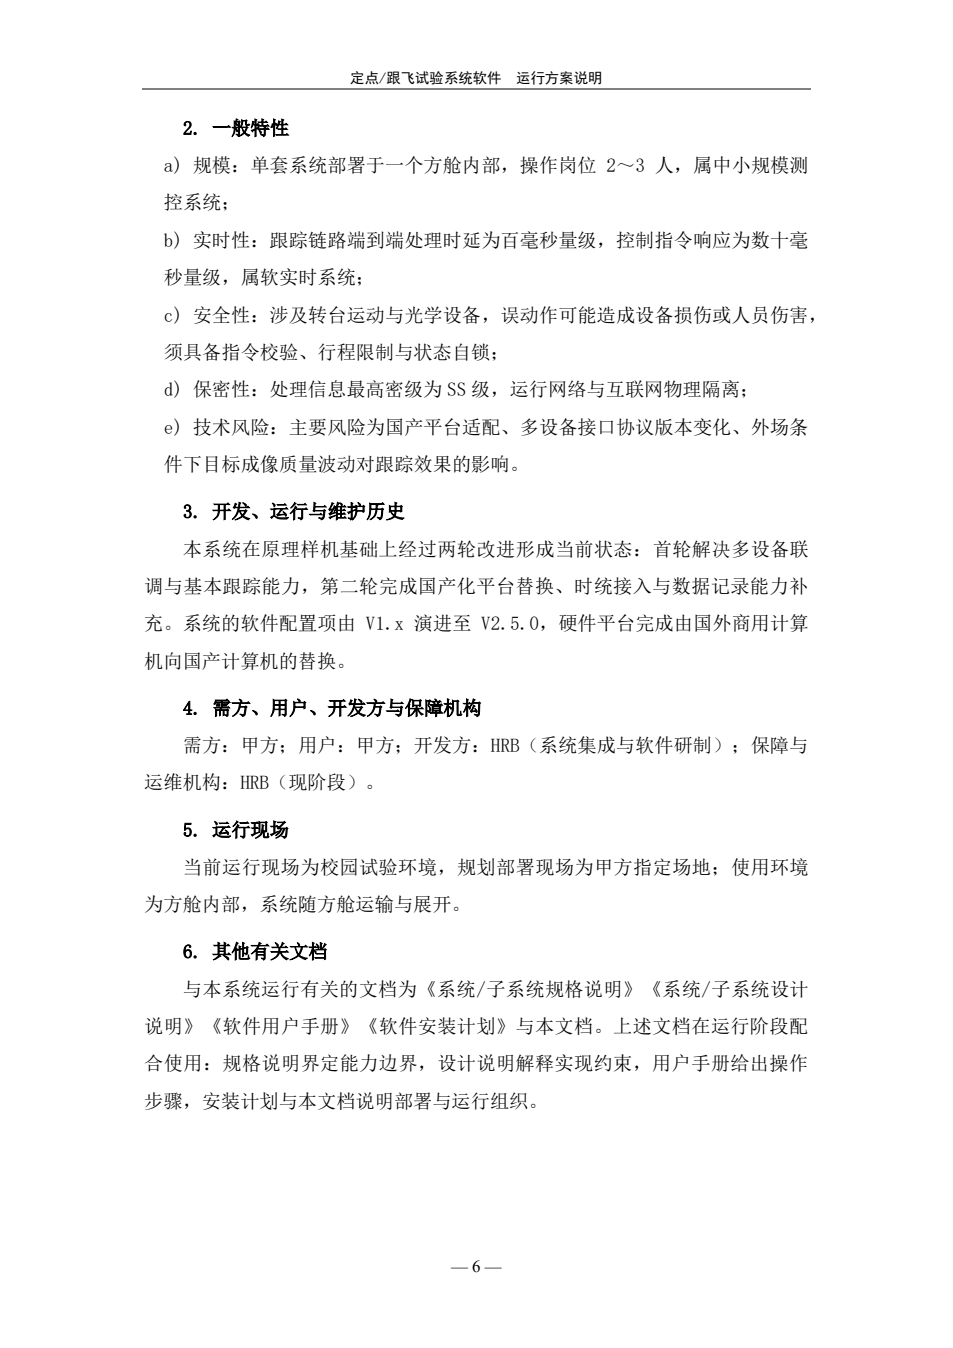 定点/跟飞试验系统软件　运行方案说明
2. 一般特性
a) 规模：单套系统部署于一个方舱内部，操作岗位 2～3 人，属中小规模测
控系统；
b) 实时性：跟踪链路端到端处理时延为百毫秒量级，控制指令响应为数十毫
秒量级，属软实时系统；
c) 安全性：涉及转台运动与光学设备，误动作可能造成设备损伤或人员伤害，
须具备指令校验、行程限制与状态自锁；
d) 保密性：处理信息最高密级为 SS 级，运行网络与互联网物理隔离；
e) 技术风险：主要风险为国产平台适配、多设备接口协议版本变化、外场条
件下目标成像质量波动对跟踪效果的影响。
3. 开发、运行与维护历史
本系统在原理样机基础上经过两轮改进形成当前状态：首轮解决多设备联
调与基本跟踪能力，第二轮完成国产化平台替换、时统接入与数据记录能力补
充。系统的软件配置项由 V1.x 演进至 V2.5.0，硬件平台完成由国外商用计算
机向国产计算机的替换。
4. 需方、用户、开发方与保障机构
需方：甲方；用户：甲方；开发方：HRB（系统集成与软件研制）；保障与
运维机构：HRB（现阶段）。
5. 运行现场
当前运行现场为校园试验环境，规划部署现场为甲方指定场地；使用环境
为方舱内部，系统随方舱运输与展开。
6. 其他有关文档
与本系统运行有关的文档为《系统/子系统规格说明》《系统/子系统设计
说明》《软件用户手册》《软件安装计划》与本文档。上述文档在运行阶段配
合使用：规格说明界定能力边界，设计说明解释实现约束，用户手册给出操作
步骤，安装计划与本文档说明部署与运行组织。
— 6 —